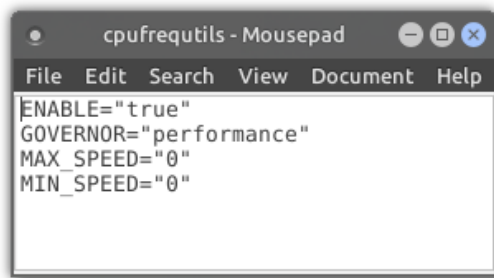 cpufrequtils - Mousepad
File Edit Search View Document Help
ENABLE="true"
GOVERNOR="performance"
MAX_SPEED="0"
MIN_SPEED="0"